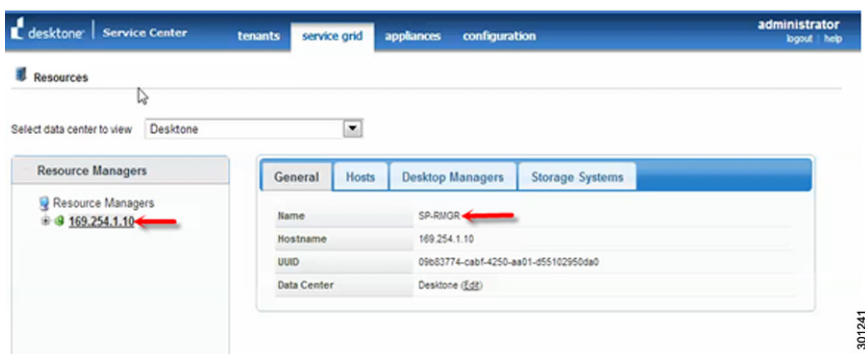 desktone Service Center
tenants service grid appliances configuration
administrator
logout help
Resources
Select data center to view Desktone
Resource Managers
Resource Managers
169.254.1.10
General Hosts Desktop Managers Storage Systems
Name SP-RMGR
Hostname 169.254.1.10
UUID 09b83774-cabf-4250-aa01-d55102950da0
Data Center Desktone (Edit)
301241